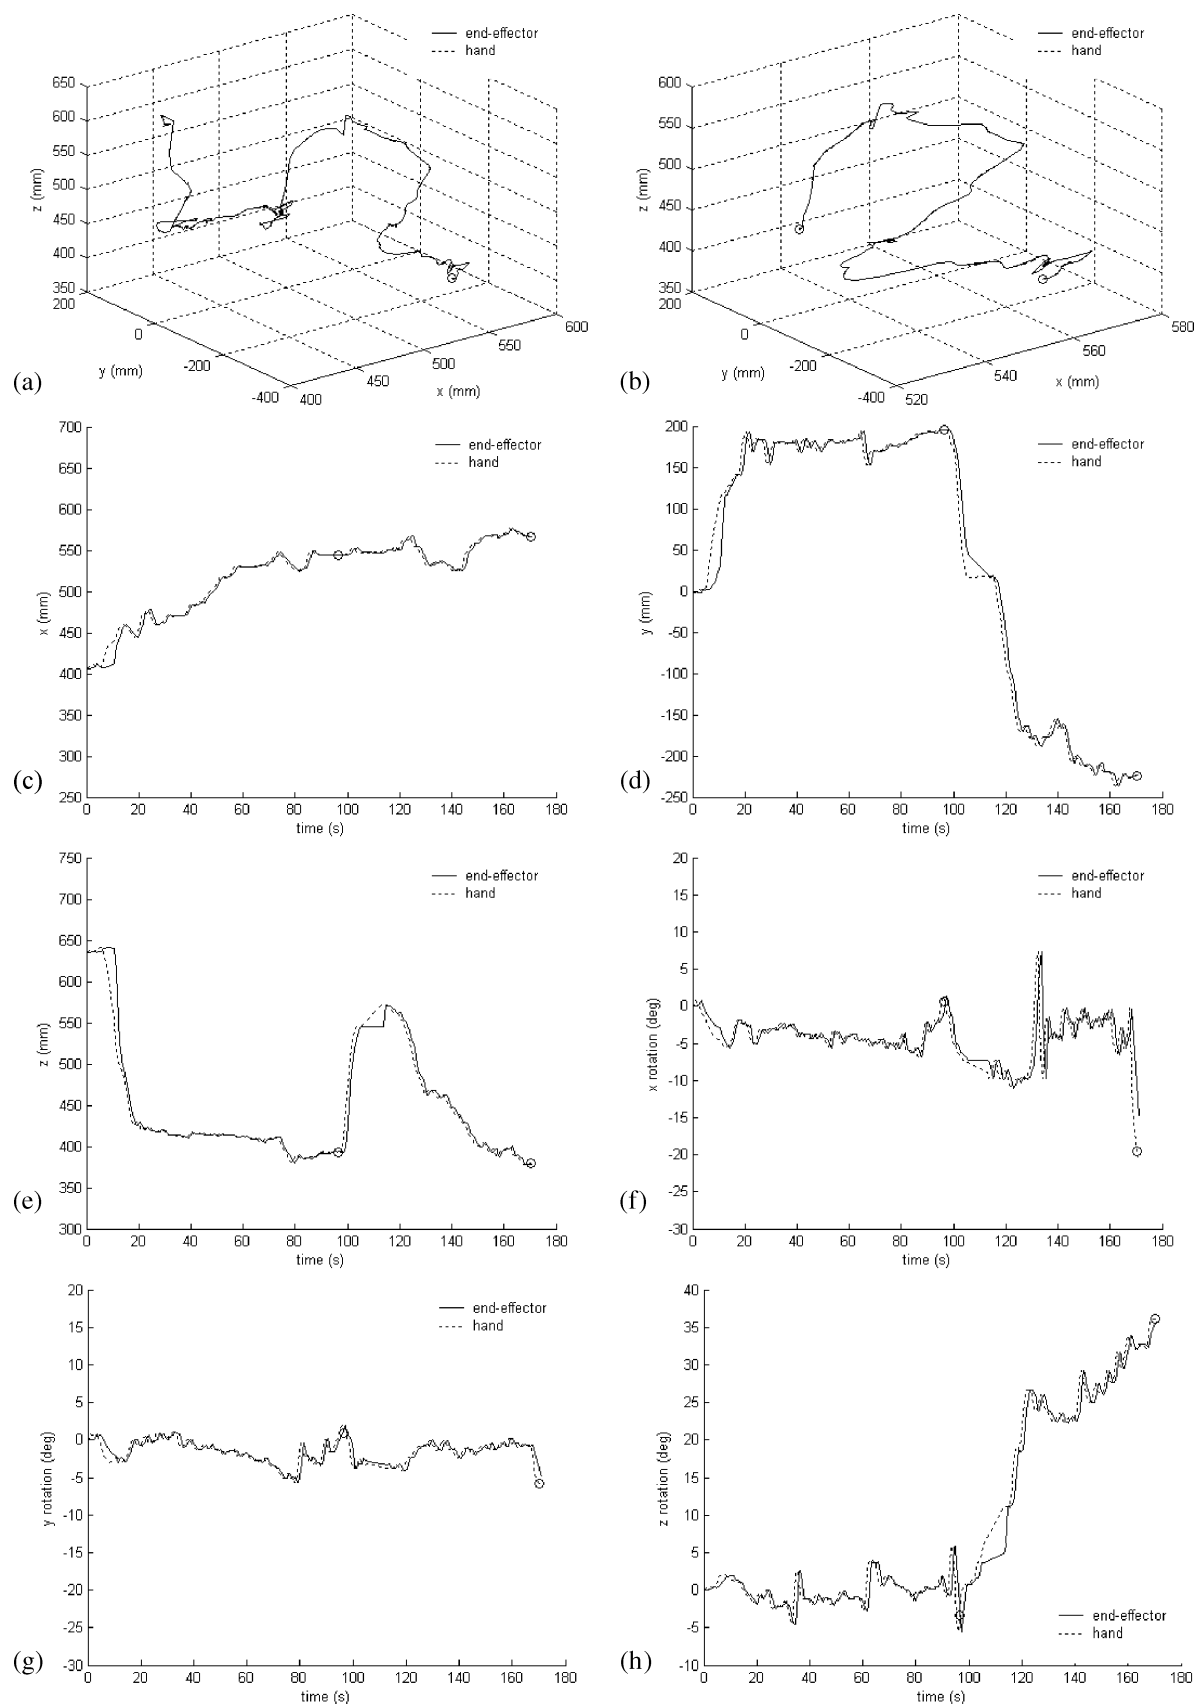 end-effector
hand
650
600
550
500
450
400
350
z (mm)
200
0
-200
-400
y (mm)
400
450
500
550
600
x (mm)
(a)
end-effector
hand
600
550
500
450
400
350
z (mm)
200
0
-200
-400
y (mm)
520
540
560
580
x (mm)
(b)
700
650
600
550
500
450
400
350
300
250
x (mm)
end-effector
hand
0 20 40 60 80 100 120 140 160 180
time (s)
(c)
200
150
100
50
0
-50
-100
-150
-200
-250
y (mm)
end-effector
hand
0 20 40 60 80 100 120 140 160 180
time (s)
(d)
750
700
650
600
550
500
450
400
350
300
z (mm)
end-effector
hand
0 20 40 60 80 100 120 140 160 180
time (s)
(e)
20
15
10
5
0
-5
-10
-15
-20
-25
-30
x rotation (deg)
end-effector
hand
0 20 40 60 80 100 120 140 160 180
time (s)
(f)
20
15
10
5
0
-5
-10
-15
-20
-25
-30
y rotation (deg)
end-effector
hand
0 20 40 60 80 100 120 140 160 180
time (s)
(g)
40
35
30
25
20
15
10
5
0
-5
-10
z rotation (deg)
end-effector
hand
0 20 40 60 80 100 120 140 160 180
time (s)
(h)